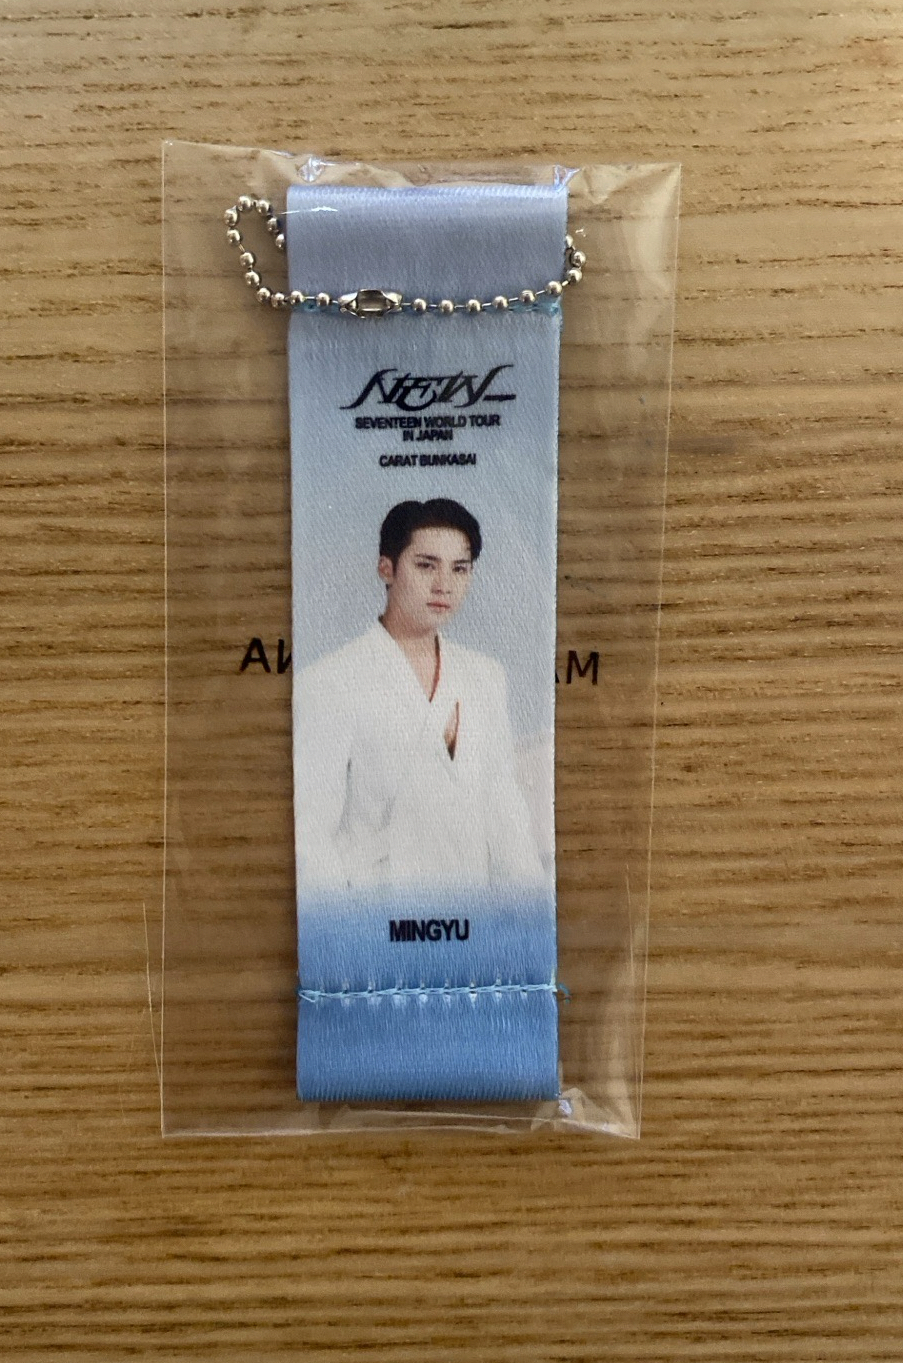 NEW_
SEVENTEEN WORLD TOUR
IN JAPAN
CARAT BUNKASAI
MINGYU